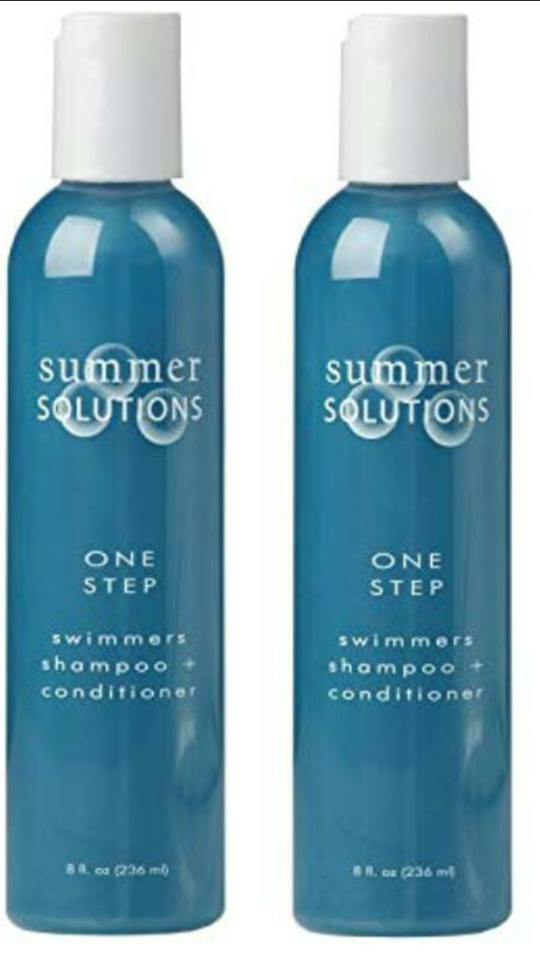 summer
SOLUTIONS
ONE
STEP
swimmers
shampoo +
conditioner
8 fl. oz (236 ml)
summer
SOLUTIONS
ONE
STEP
swimmers
shampoo +
conditioner
8 fl. oz (236 ml)